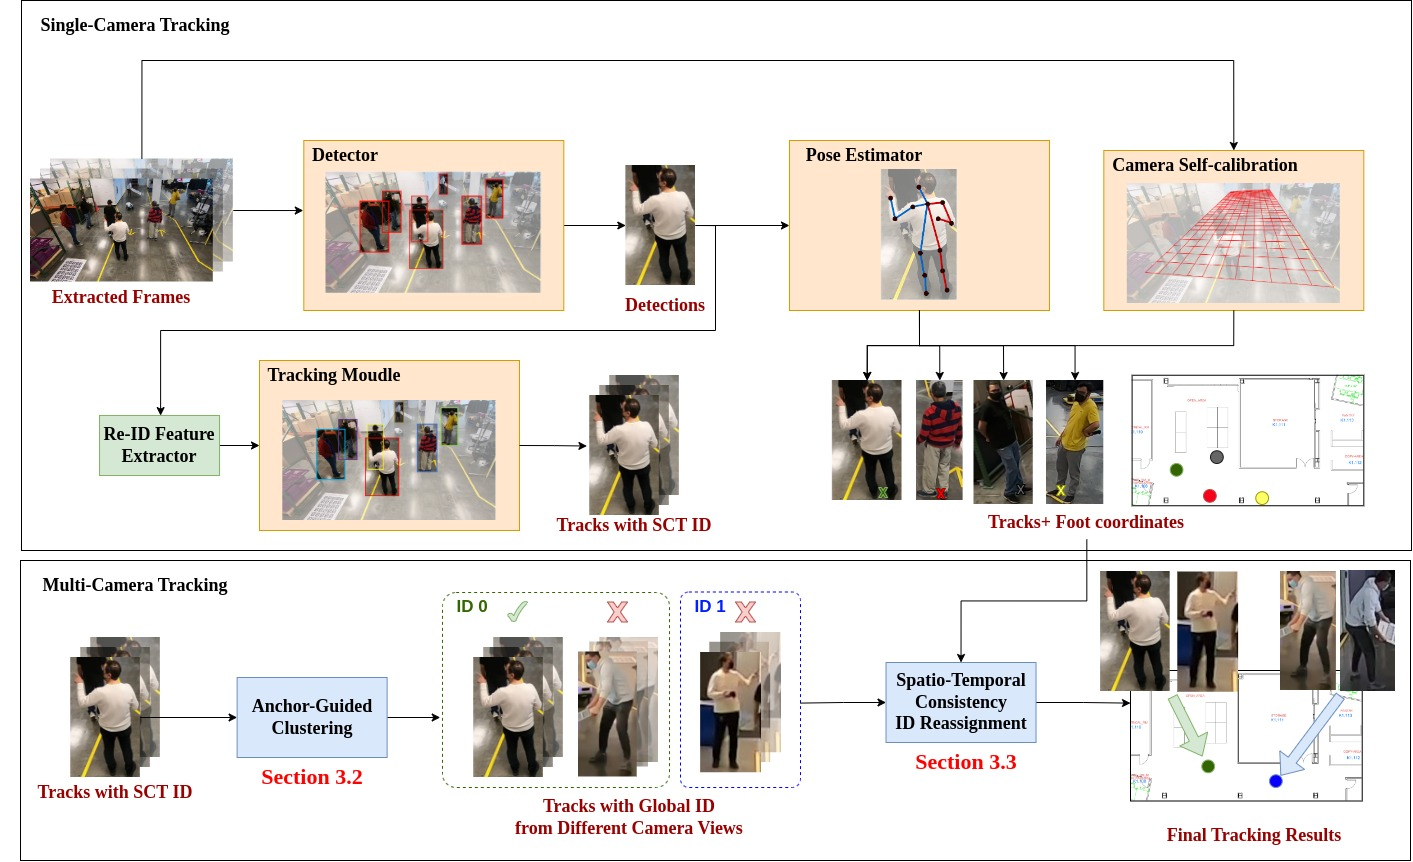 Single-Camera Tracking
Detector
Pose Estimator
Camera Self-calibration
Extracted Frames
Detections
Tracking Moudle
Re-ID Feature
Extractor
Tracks with SCT ID
X
X
X
X
Tracks+ Foot coordinates
Multi-Camera Tracking
ID 0
ID 1
Anchor-Guided
Clustering
Section 3.2
Tracks with SCT ID
Tracks with Global ID
from Different Camera Views
Spatio-Temporal
Consistency
ID Reassignment
Section 3.3
Final Tracking Results